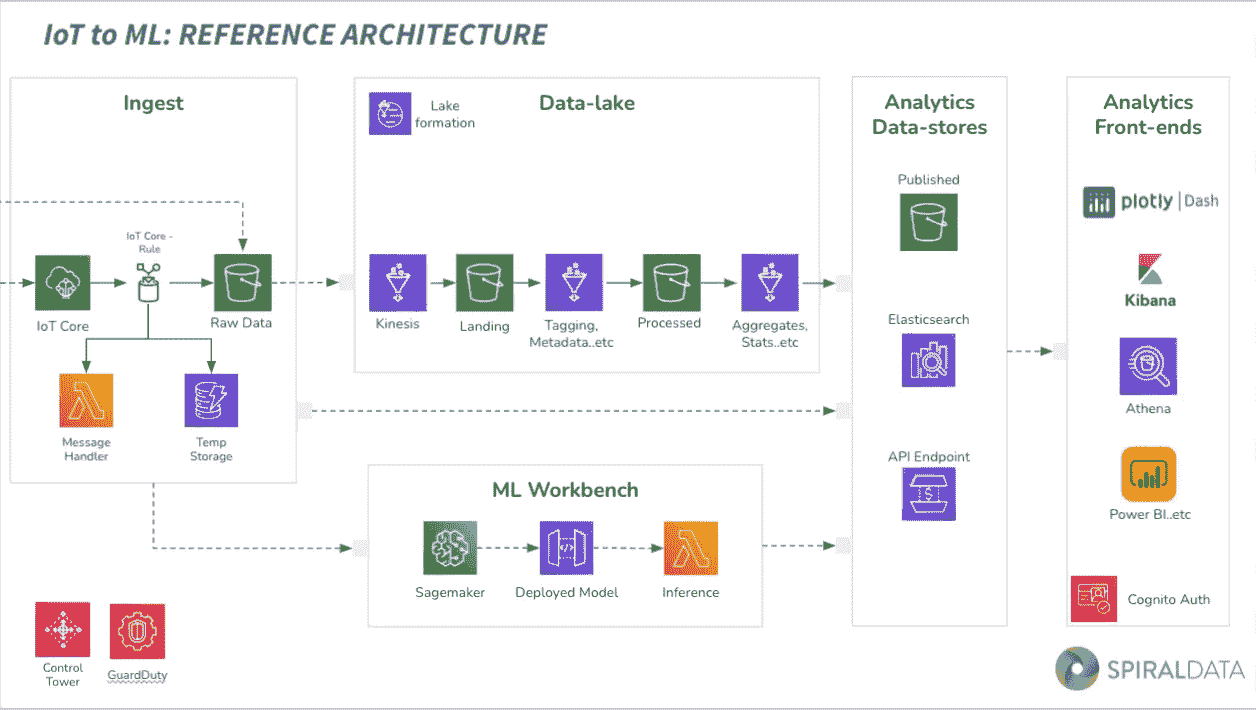 IoT to ML: REFERENCE ARCHITECTURE
Ingest
IoT Core -
Rule
IoT Core
Raw Data
Message
Handler
Temp
Storage
Data-lake
Lake
formation
Kinesis
Landing
Tagging,
Metadata..etc
Processed
Aggregates,
Stats..etc
ML Workbench
Sagemaker
Deployed Model
Inference
Analytics
Data-stores
Published
Elasticsearch
API Endpoint
Analytics
Front-ends
plotly | Dash
Kibana
Athena
Power BI..etc
Cognito Auth
Control
Tower
GuardDuty
SPIRALDATA